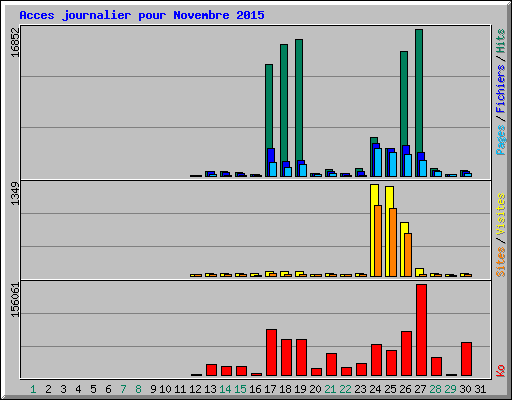 Acces journalier pour Novembre 2015
16852
Pages / Fichiers / Hits
1349
Sites / Visites
156061
Ko
1 2 3 4 5 6 7 8 9 10 11 12 13 14 15 16 17 18 19 20 21 22 23 24 25 26 27 28 29 30 31